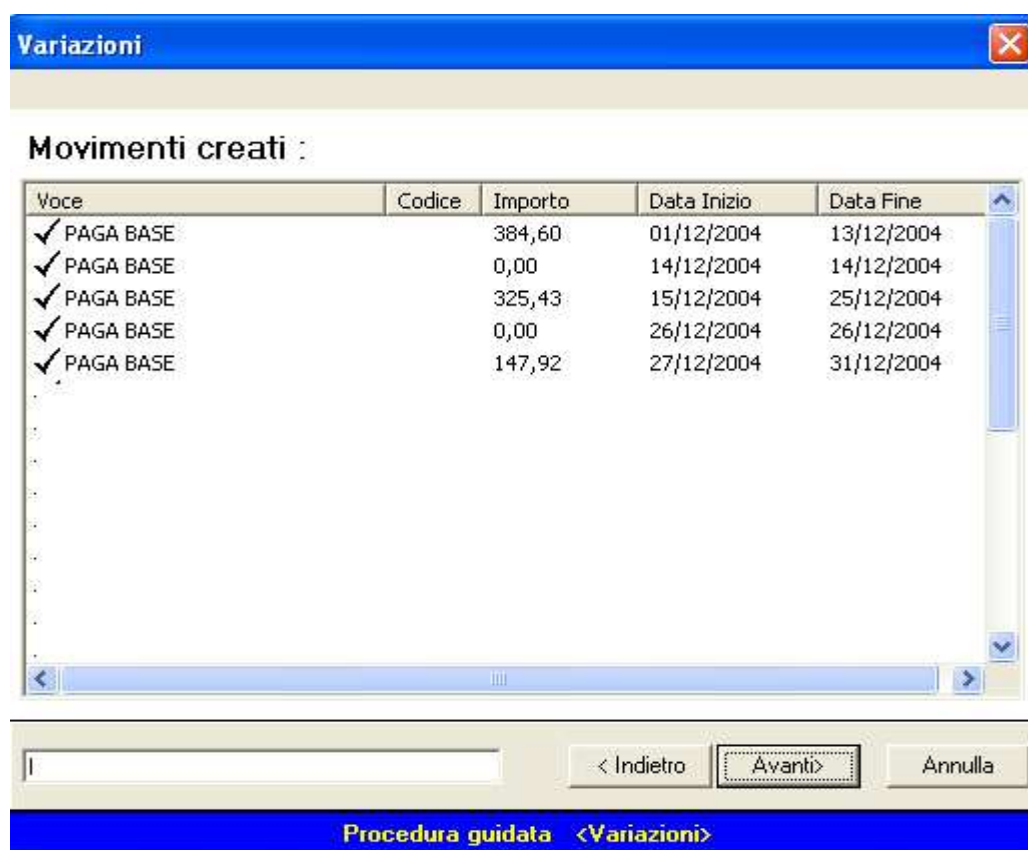 Variazioni
Movimenti creati :
Voce Codice Importo Data Inizio Data Fine
PAGA BASE 384,60 01/12/2004 13/12/2004
PAGA BASE 0,00 14/12/2004 14/12/2004
PAGA BASE 325,43 15/12/2004 25/12/2004
PAGA BASE 0,00 26/12/2004 26/12/2004
PAGA BASE 147,92 27/12/2004 31/12/2004
< Indietro Avanti> Annulla
Procedura guidata <Variazioni>